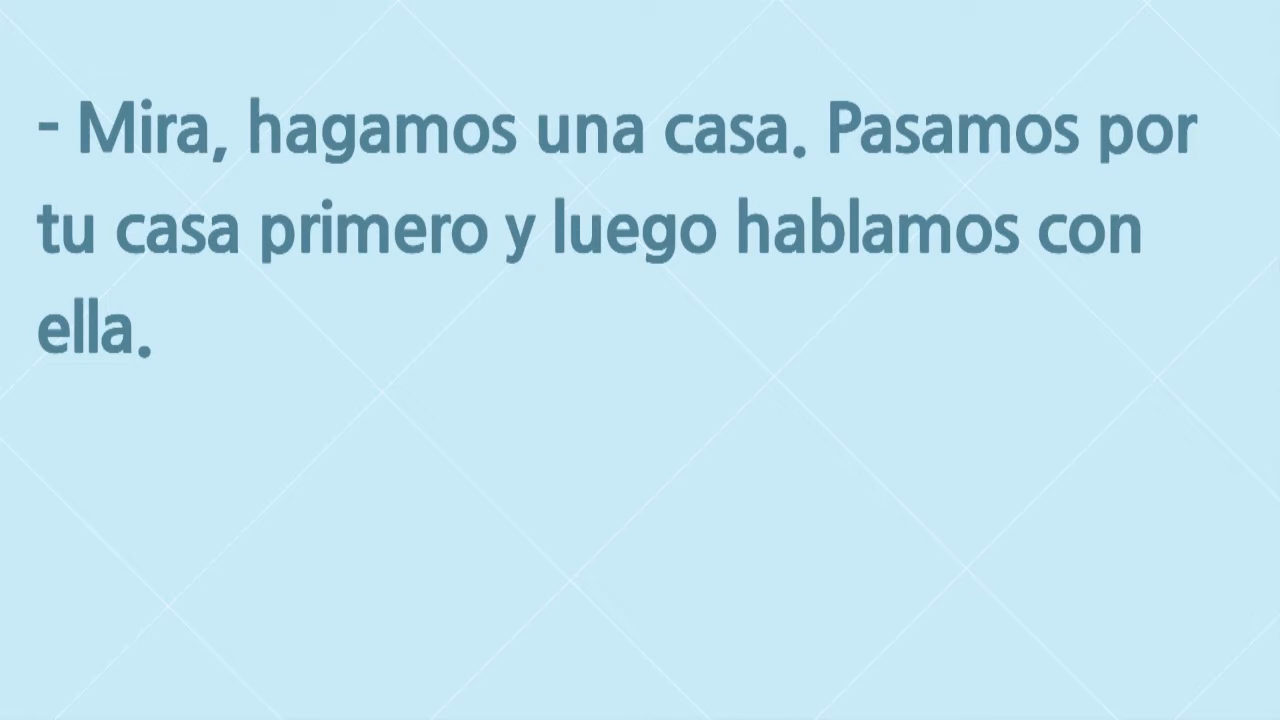 - Mira, hagamos una casa. Pasamos por
tu casa primero y luego hablamos con
ella.